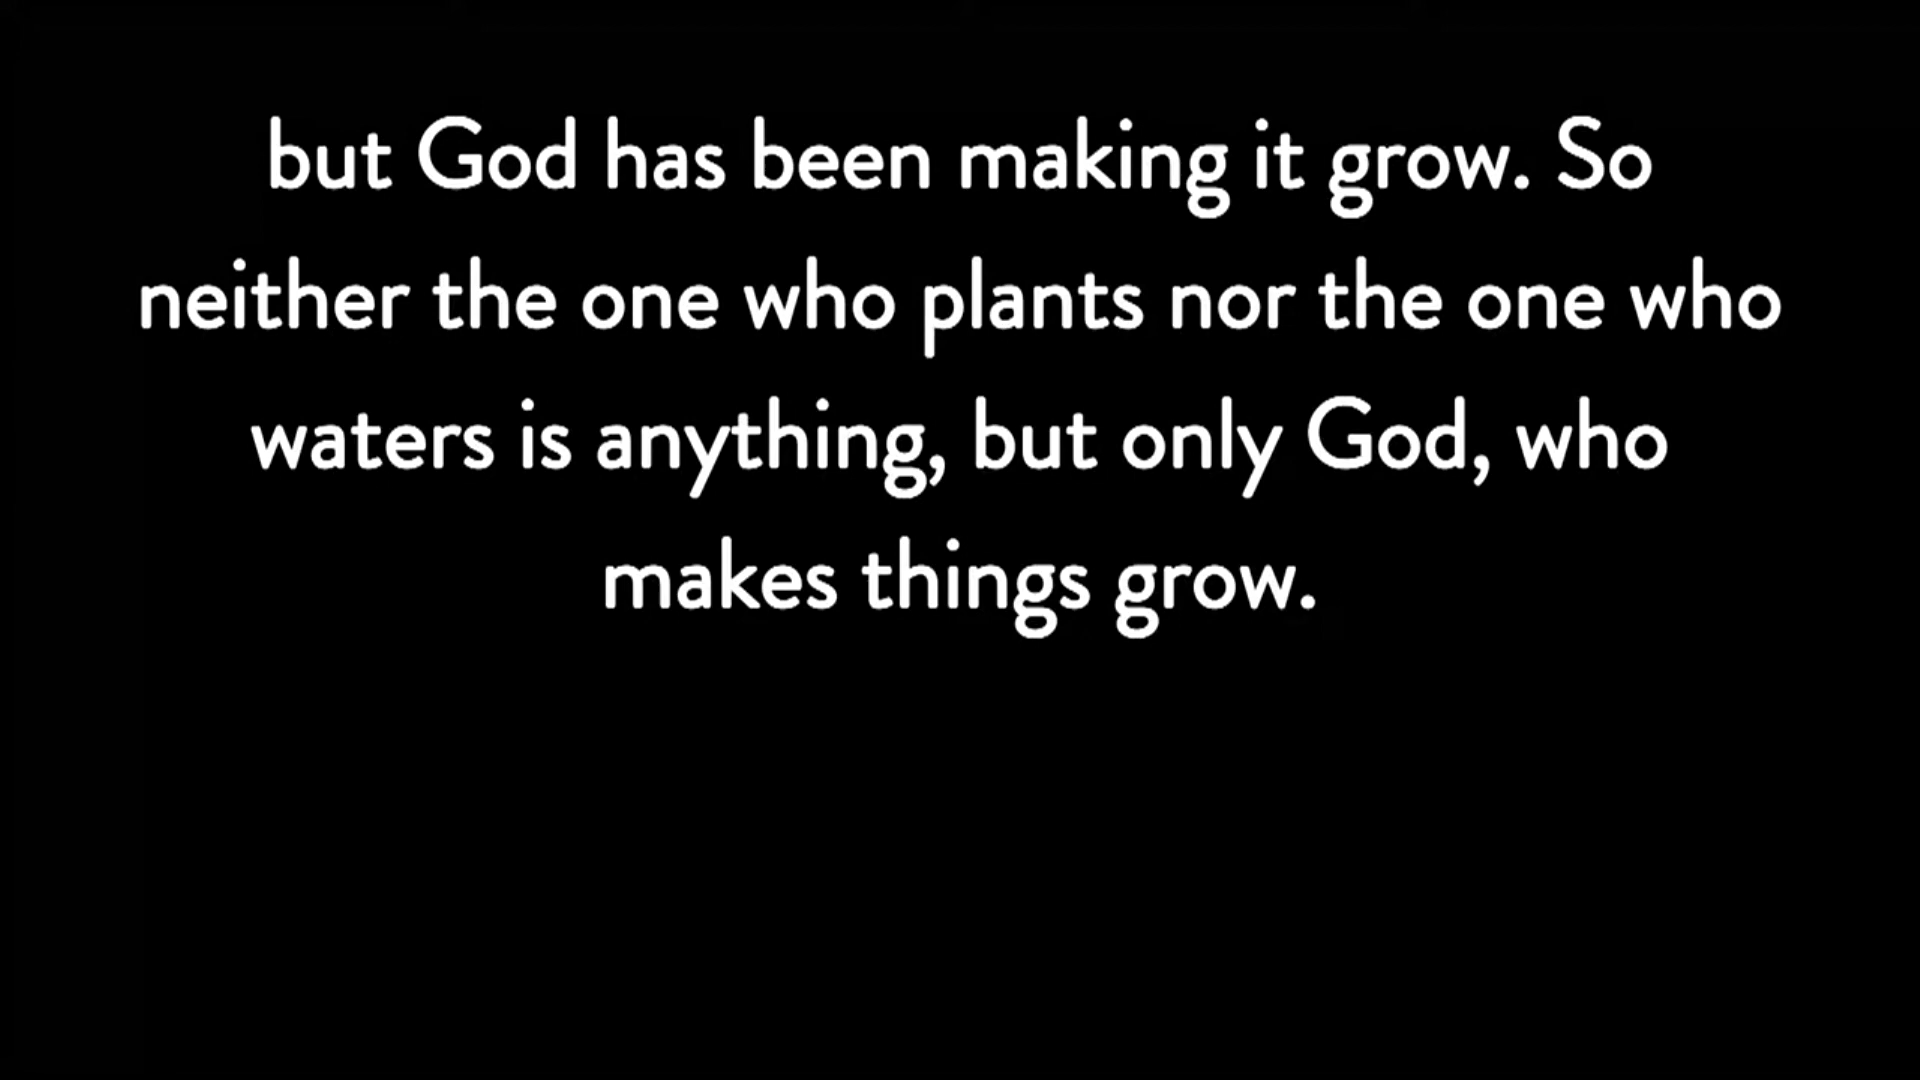 but God has been making it grow. So
neither the one who plants nor the one who
waters is anything, but only God, who
makes things grow.